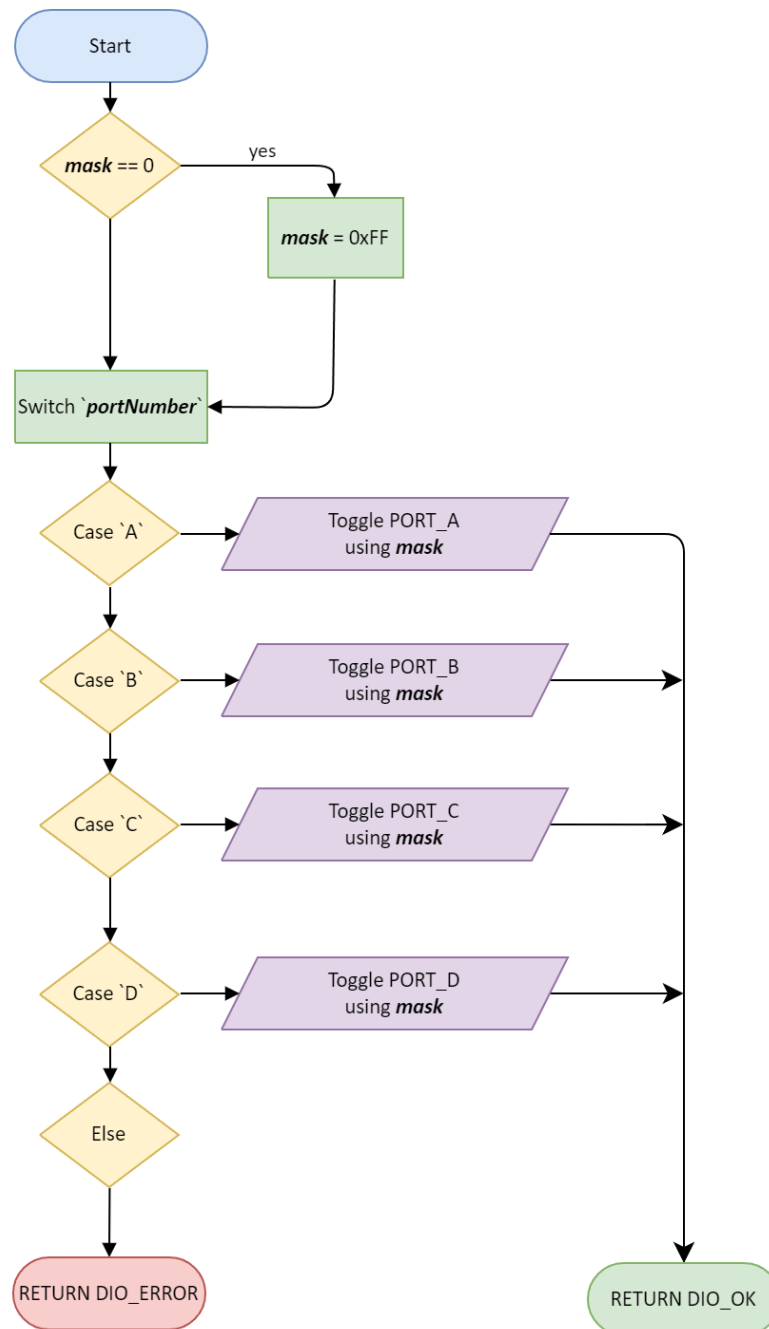 Start
mask == 0
yes
mask = 0xFF
Switch `portNumber`
Case `A`
Toggle PORT_A
using mask
Case `B`
Toggle PORT_B
using mask
Case `C`
Toggle PORT_C
using mask
Case `D`
Toggle PORT_D
using mask
Else
RETURN DIO_ERROR
RETURN DIO_OK